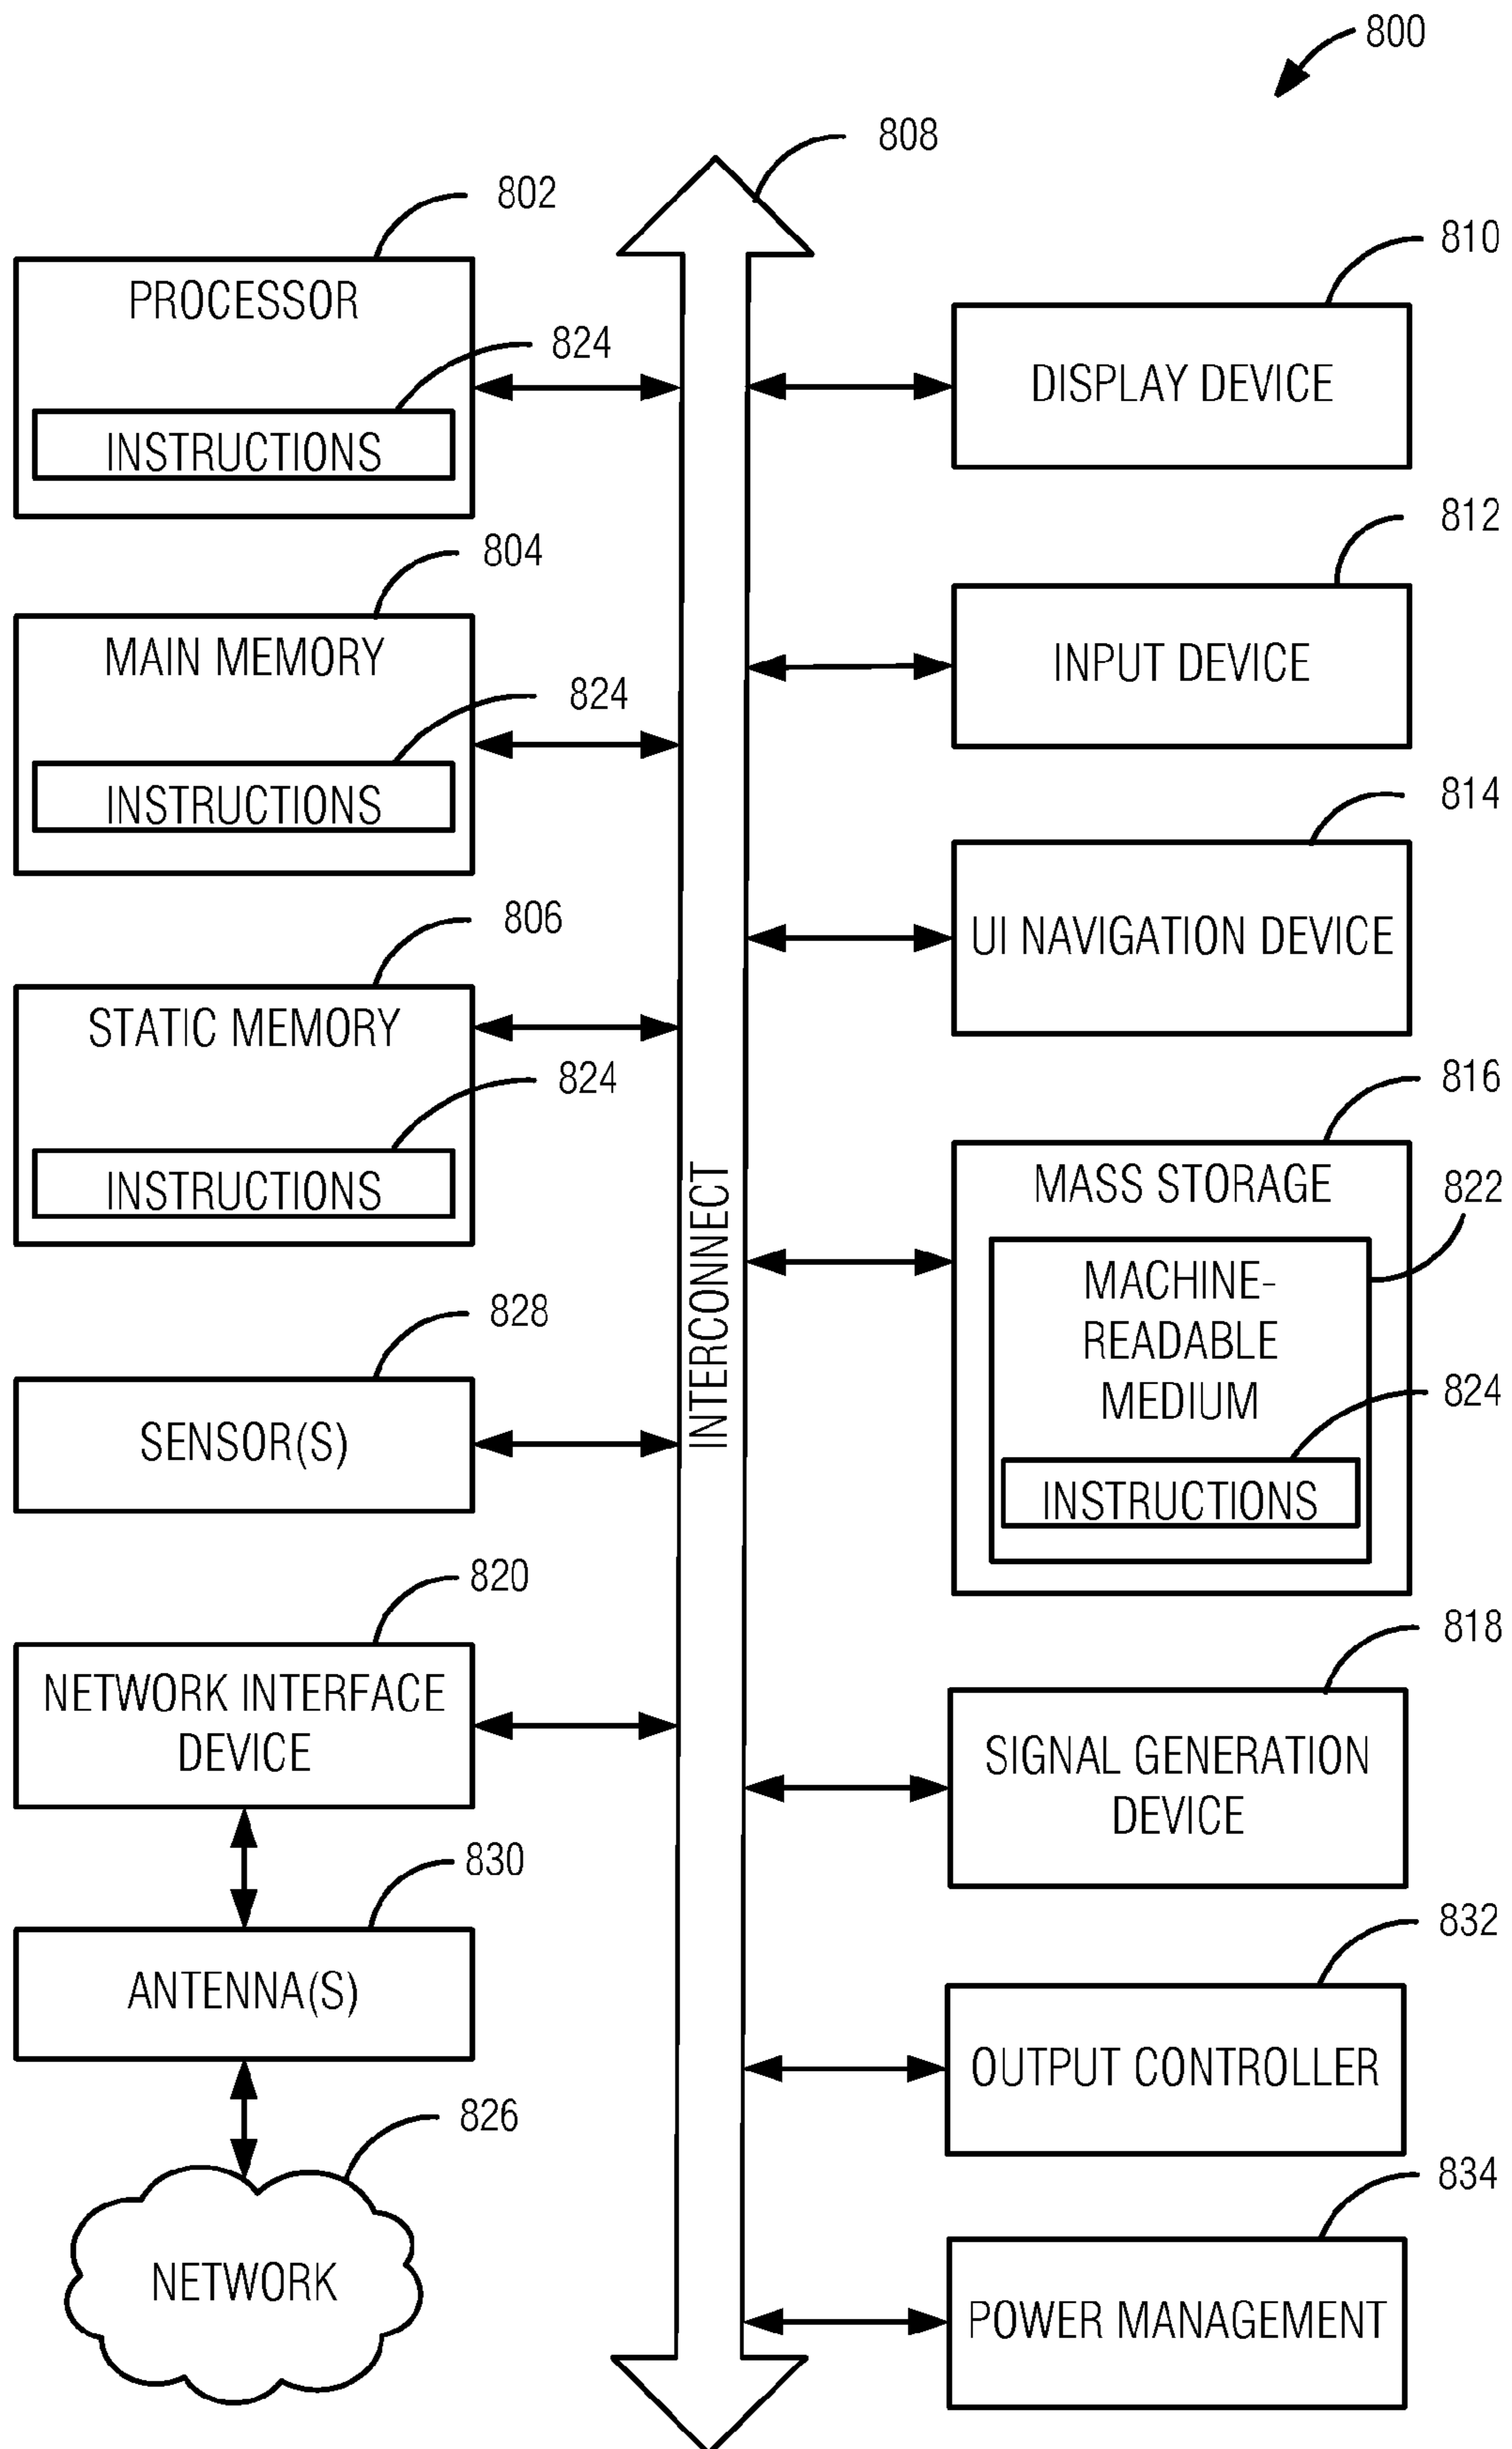 800
808
802
PROCESSOR
824
INSTRUCTIONS
804
MAIN MEMORY
824
INSTRUCTIONS
806
STATIC MEMORY
824
INSTRUCTIONS
828
SENSOR(S)
820
NETWORK INTERFACE
DEVICE
830
ANTENNA(S)
826
NETWORK
INTERCONNECT
810
DISPLAY DEVICE
812
INPUT DEVICE
814
UI NAVIGATION DEVICE
816
MASS STORAGE
822
MACHINE-
READABLE
MEDIUM
824
INSTRUCTIONS
818
SIGNAL GENERATION
DEVICE
832
OUTPUT CONTROLLER
834
POWER MANAGEMENT